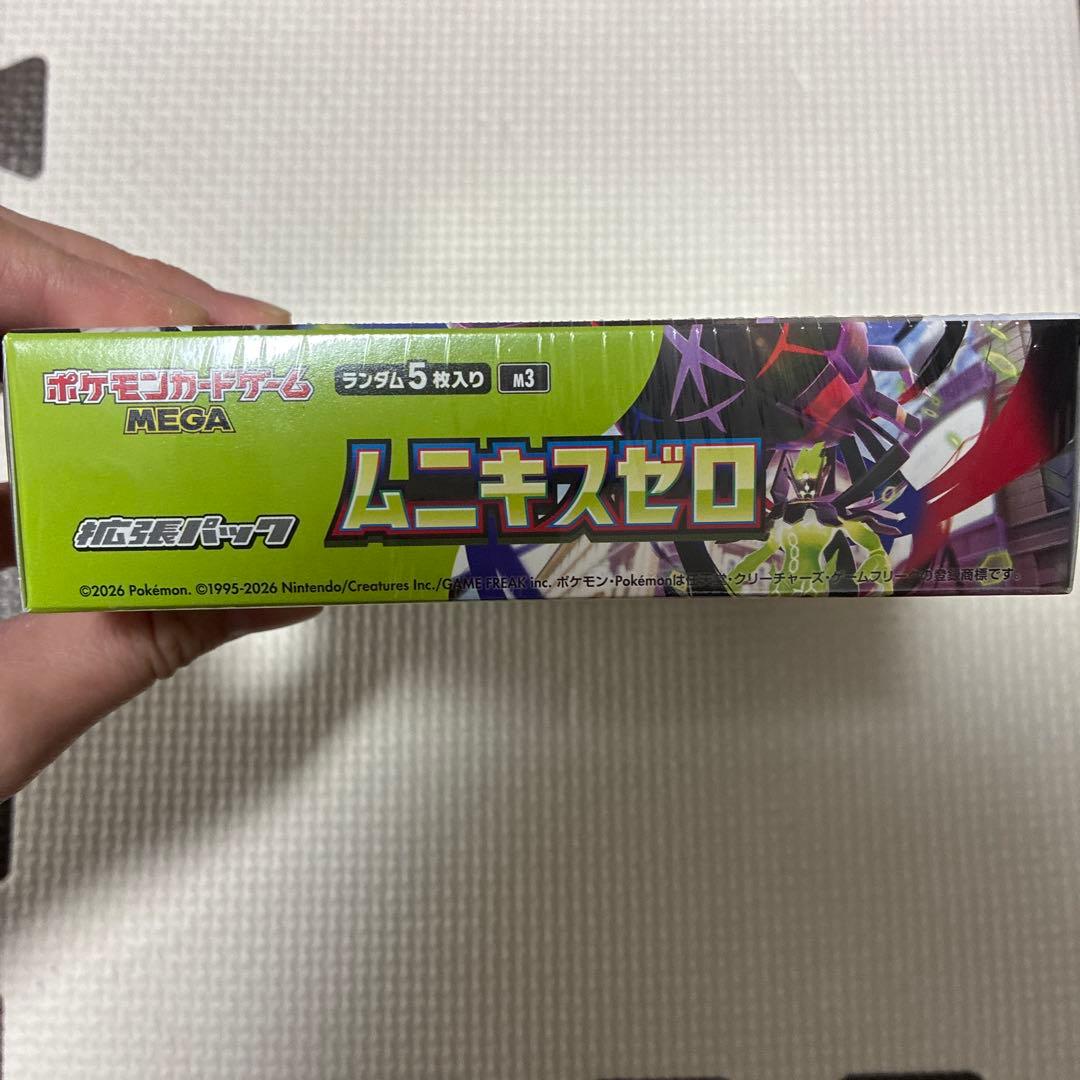 ポケモンカードゲーム
MEGA
ランダム5枚入り
M3
ムニキスゼロ
拡張パック
©2026 Pokémon. ©1995-2026 Nintendo/Creatures Inc./GAME FREAK inc. ポケモン・Pokémonは任天堂・クリーチャーズ・ゲームフリークの登録商標です。